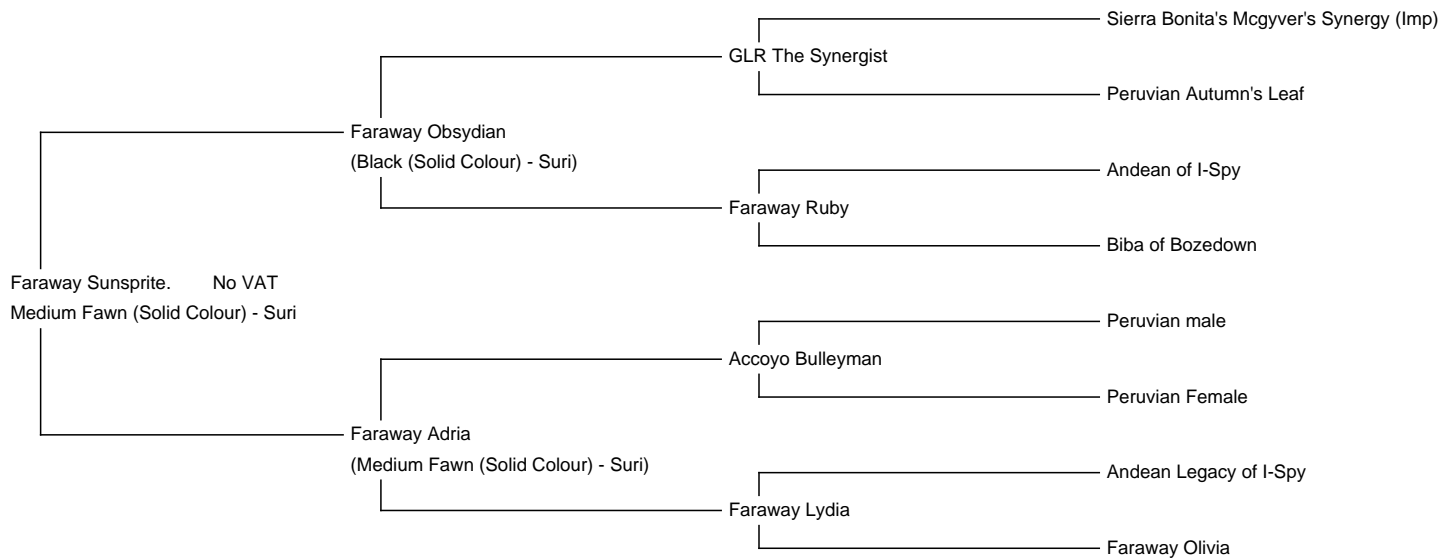 Sierra Bonita's Mcgyver's Synergy (Imp)
GLR The Synergist
Peruvian Autumn's Leaf
Faraway Obsydian
(Black (Solid Colour) - Suri)
Andean of I-Spy
Faraway Ruby
Biba of Bozedown
Faraway Sunsprite. No VAT
Medium Fawn (Solid Colour) - Suri
Peruvian male
Accoyo Bulleyman
Peruvian Female
Faraway Adria
(Medium Fawn (Solid Colour) - Suri)
Andean Legacy of I-Spy
Faraway Lydia
Faraway Olivia